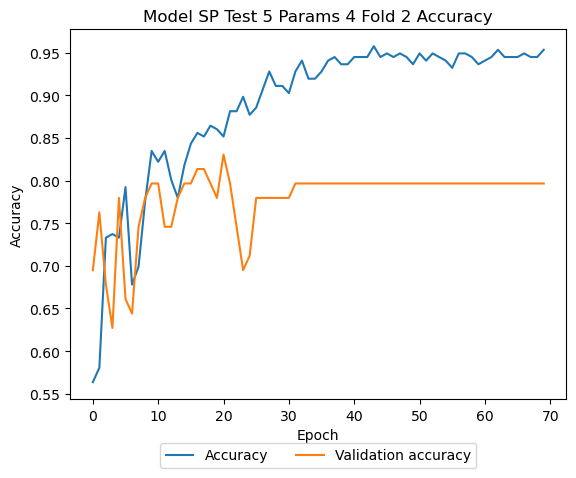 Model SP Test 5 Params 4 Fold 2 Accuracy
Accuracy
0.95
0.90
0.85
0.80
0.75
0.70
0.65
0.60
0.55
0 10 20 30 40 50 60 70
Epoch
Accuracy Validation accuracy